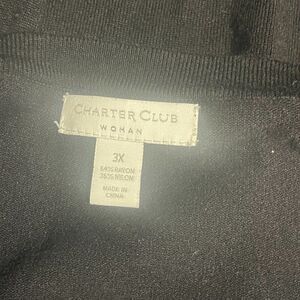 CHARTER CLUB
WOMAN
3X
64% RAYON
36% NYLON
MADE IN
CHINA